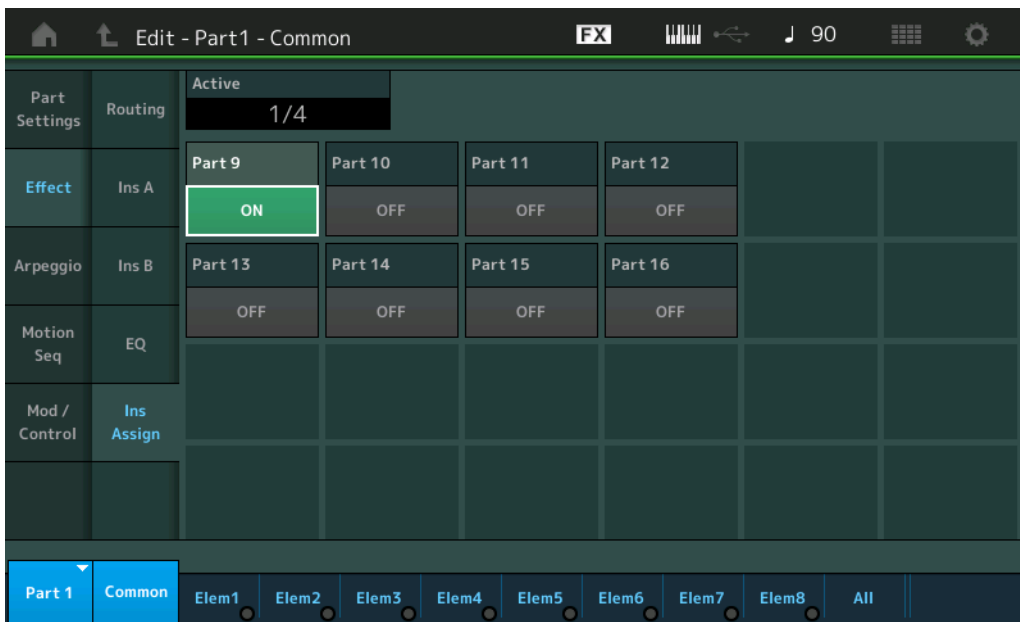 Edit - Part1 - Common
FX
90
Part
Settings
Effect
Arpeggio
Motion
Seq
Mod /
Control
Routing
Ins A
Ins B
EQ
Ins
Assign
Active
1/4
Part 9
Part 10
Part 11
Part 12
ON
OFF
OFF
OFF
Part 13
Part 14
Part 15
Part 16
OFF
OFF
OFF
OFF
Part 1
Common
Elem1
Elem2
Elem3
Elem4
Elem5
Elem6
Elem7
Elem8
All